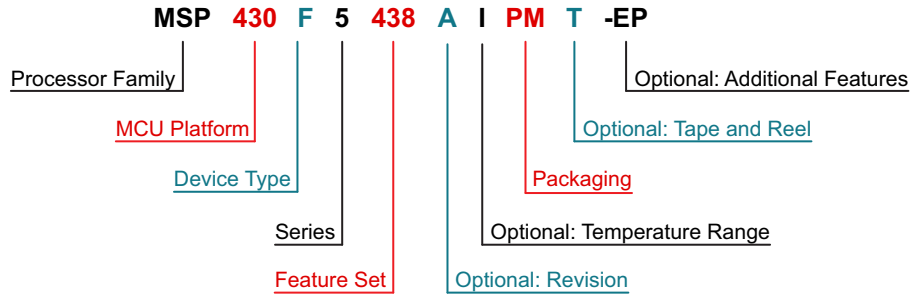 MSP 430 F 5 438 A I PM T -EP
Processor Family
Optional: Additional Features
MCU Platform
Optional: Tape and Reel
Device Type
Packaging
Series
Optional: Temperature Range
Feature Set
Optional: Revision